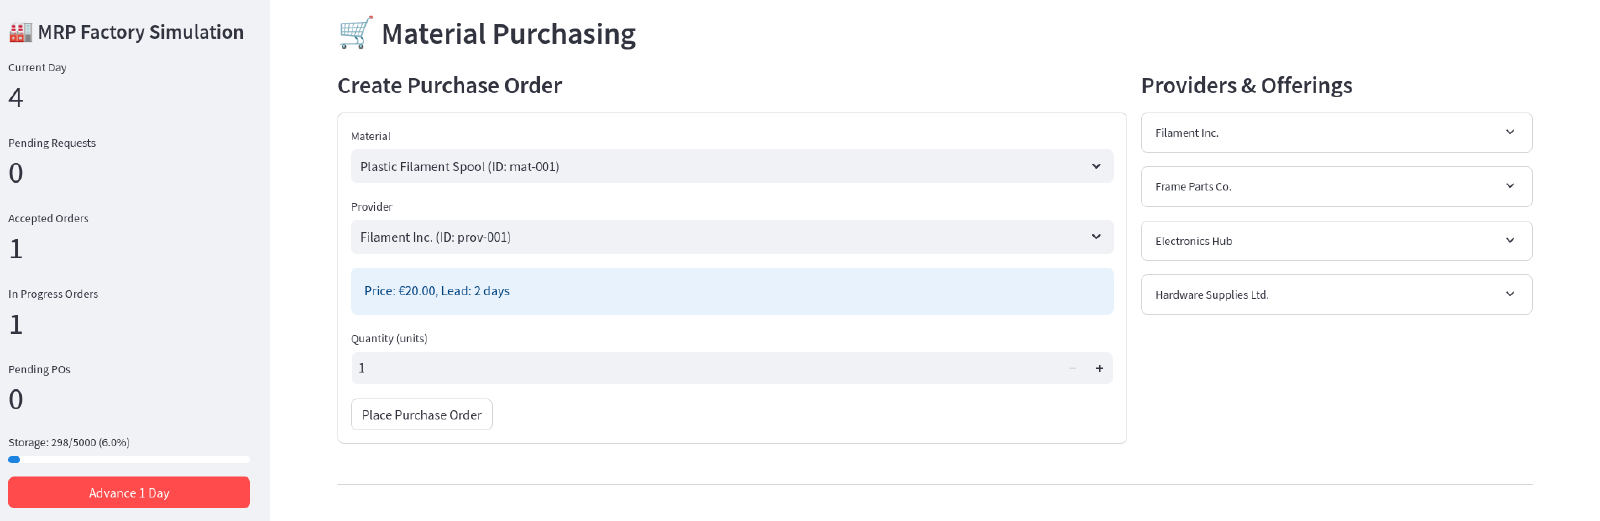 MRP Factory Simulation
Current Day
4
Pending Requests
0
Accepted Orders
1
In Progress Orders
1
Pending POs
0
Storage: 298/5000 (6.0%)
Advance 1 Day
Material Purchasing
Create Purchase Order
Material
Plastic Filament Spool (ID: mat-001)
Provider
Filament Inc. (ID: prov-001)
Price: €20.00, Lead: 2 days
Quantity (units)
1
− +
Place Purchase Order
Providers & Offerings
Filament Inc.
Frame Parts Co.
Electronics Hub
Hardware Supplies Ltd.